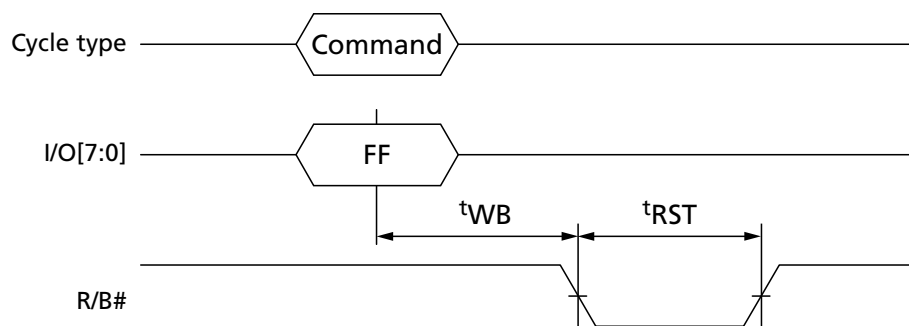 Cycle type
Command
I/O[7:0]
FF
tWB
tRST
R/B#